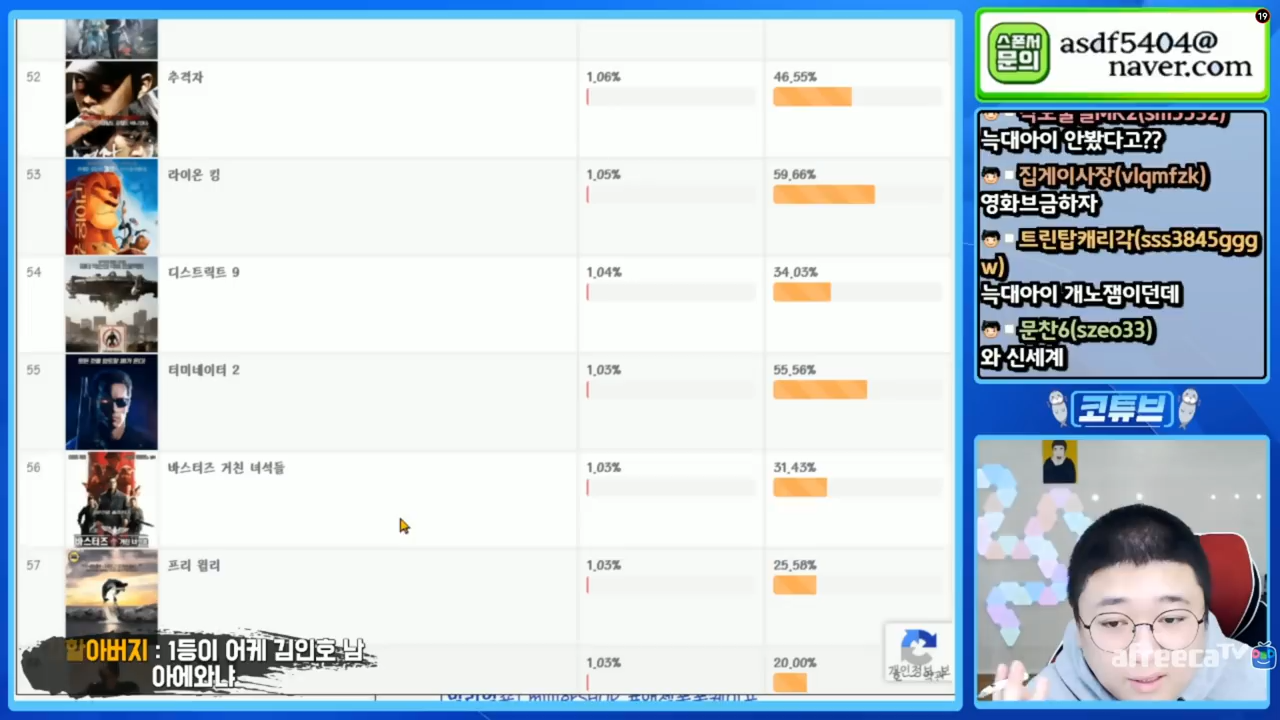 52
추격자
1,06%
46,55%
53
라이온 킹
1,05%
59,66%
54
디스트릭트 9
1,04%
34,03%
55
터미네이터 2
1,03%
55,56%
56
바스터즈 거친 녀석들
1,03%
31,43%
바스터즈
57
프리 윌리
1,03%
25,58%
1,03%
20,00%
할아버지 : 1등이 어케 김인호 남
아에와냐.
스폰서
문의
asdf5404@
naver.com
19
늑대아이 안봤다고??
집게이사장(vlqmfzk)
영화브금하자
트린탑캐리각(sss3845ggg
w)
늑대아이 개노잼이던데
문찬6(szeo33)
와 신세계
코튜브
afreecaTV